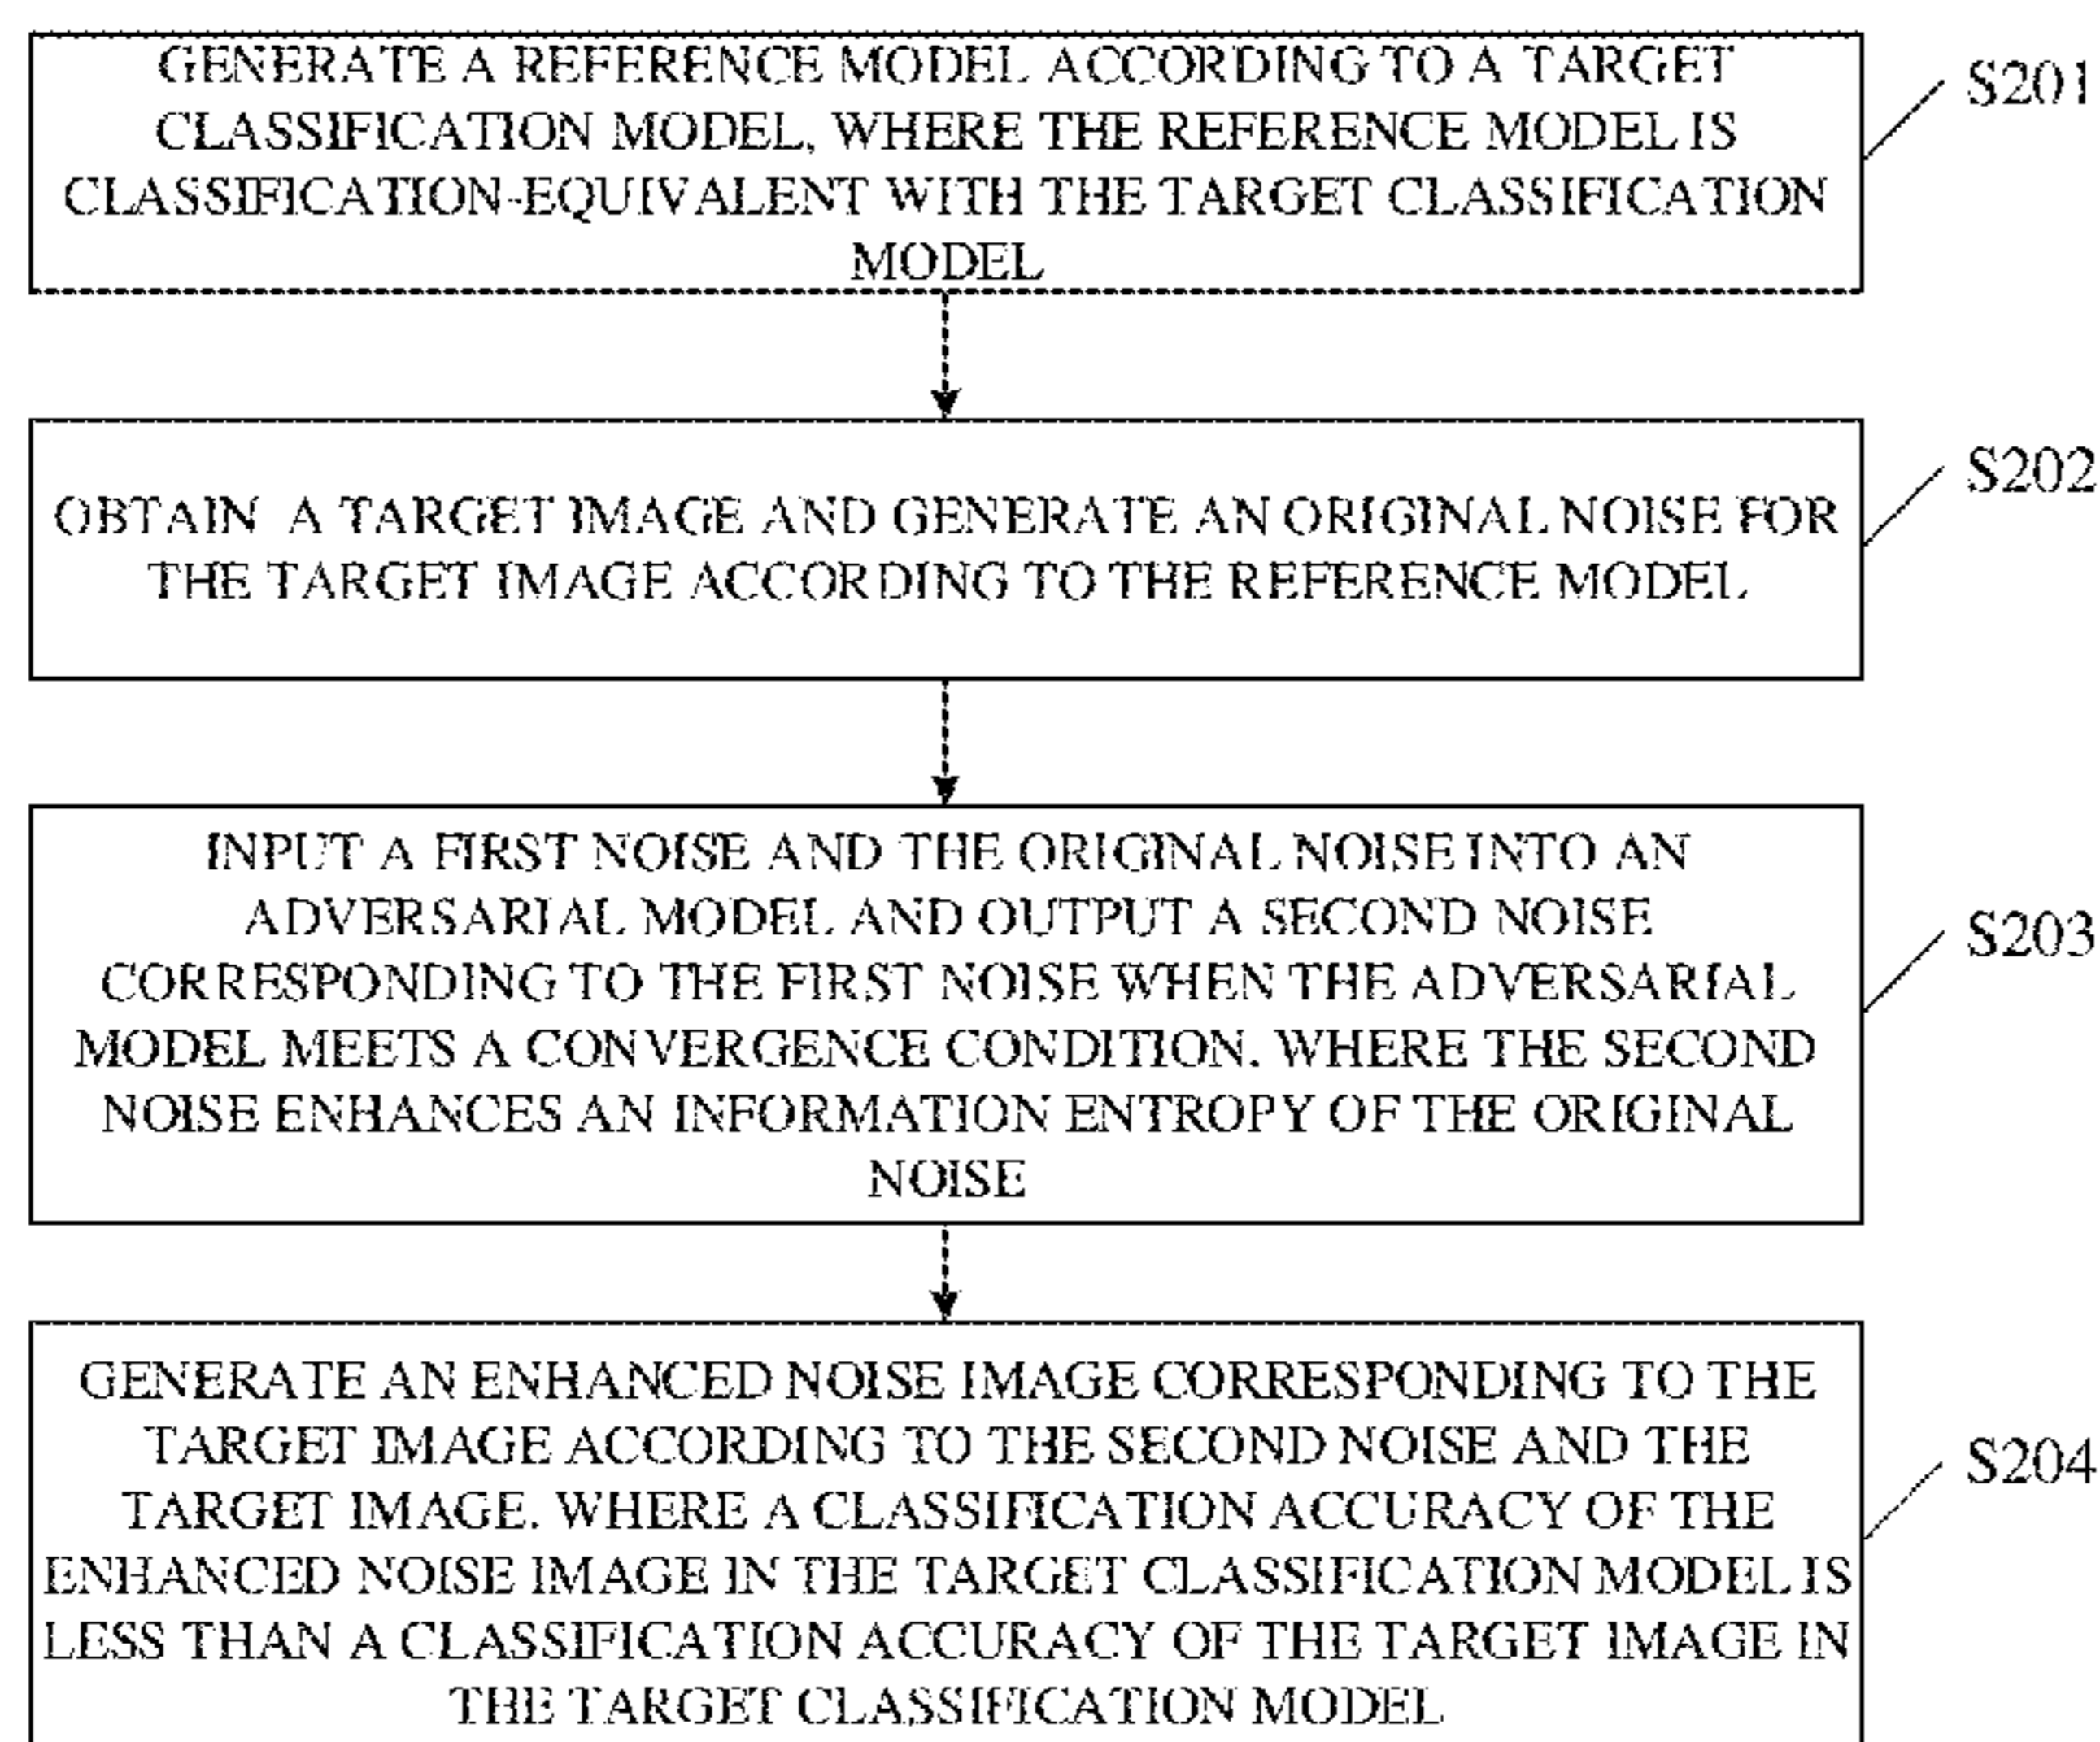 GENERATE A REFERENCE MODEL ACCORDING TO A TARGET
CLASSIFICATION MODEL, WHERE THE REFERENCE MODEL IS
CLASSIFICATION-EQUIVALENT WITH THE TARGET CLASSIFICATION
MODEL
S201
OBTAIN A TARGET IMAGE AND GENERATE AN ORIGINAL NOISE FOR
THE TARGET IMAGE ACCORDING TO THE REFERENCE MODEL
S202
INPUT A FIRST NOISE AND THE ORIGINAL NOISE INTO AN
ADVERSARIAL MODEL AND OUTPUT A SECOND NOISE
CORRESPONDING TO THE FIRST NOISE WHEN THE ADVERSARIAL
MODEL MEETS A CONVERGENCE CONDITION. WHERE THE SECOND
NOISE ENHANCES AN INFORMATION ENTROPY OF THE ORIGINAL
NOISE
S203
GENERATE AN ENHANCED NOISE IMAGE CORRESPONDING TO THE
TARGET IMAGE ACCORDING TO THE SECOND NOISE AND THE
TARGET IMAGE. WHERE A CLASSIFICATION ACCURACY OF THE
ENHANCED NOISE IMAGE IN THE TARGET CLASSIFICATION MODEL IS
LESS THAN A CLASSIFICATION ACCURACY OF THE TARGET IMAGE IN
THE TARGET CLASSIFICATION MODEL
S204